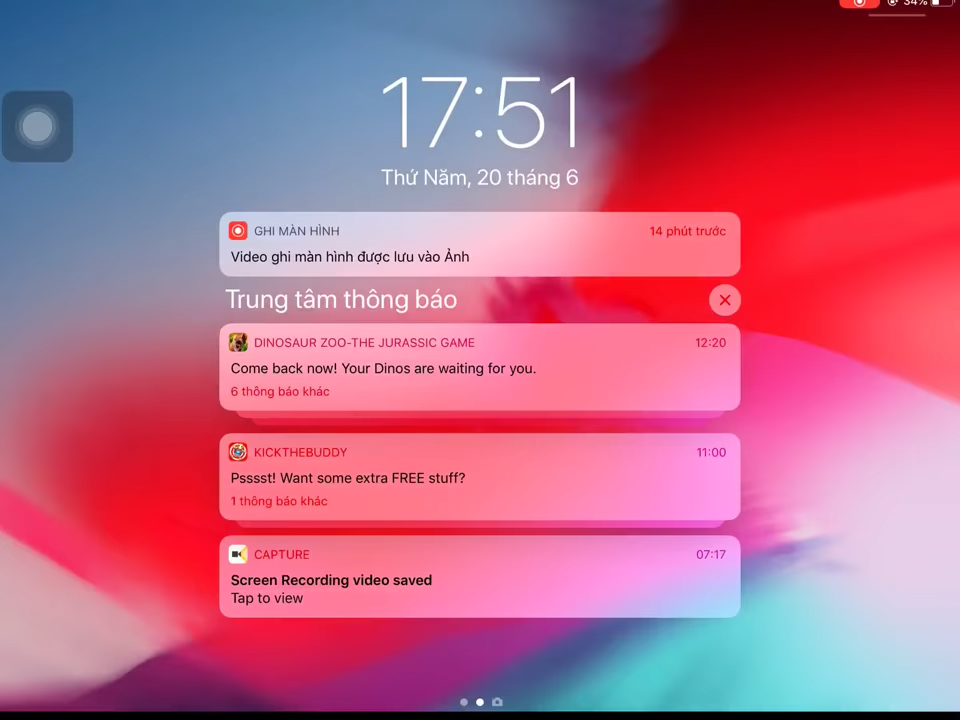 34%
17:51
Thứ Năm, 20 tháng 6
GHI MÀN HÌNH
14 phút trước
Video ghi màn hình được lưu vào Ảnh
Trung tâm thông báo
DINOSAUR ZOO-THE JURASSIC GAME
12:20
Come back now! Your Dinos are waiting for you.
6 thông báo khác
KICKTHEBUDDY
11:00
Psssst! Want some extra FREE stuff?
1 thông báo khác
CAPTURE
07:17
Screen Recording video saved
Tap to view